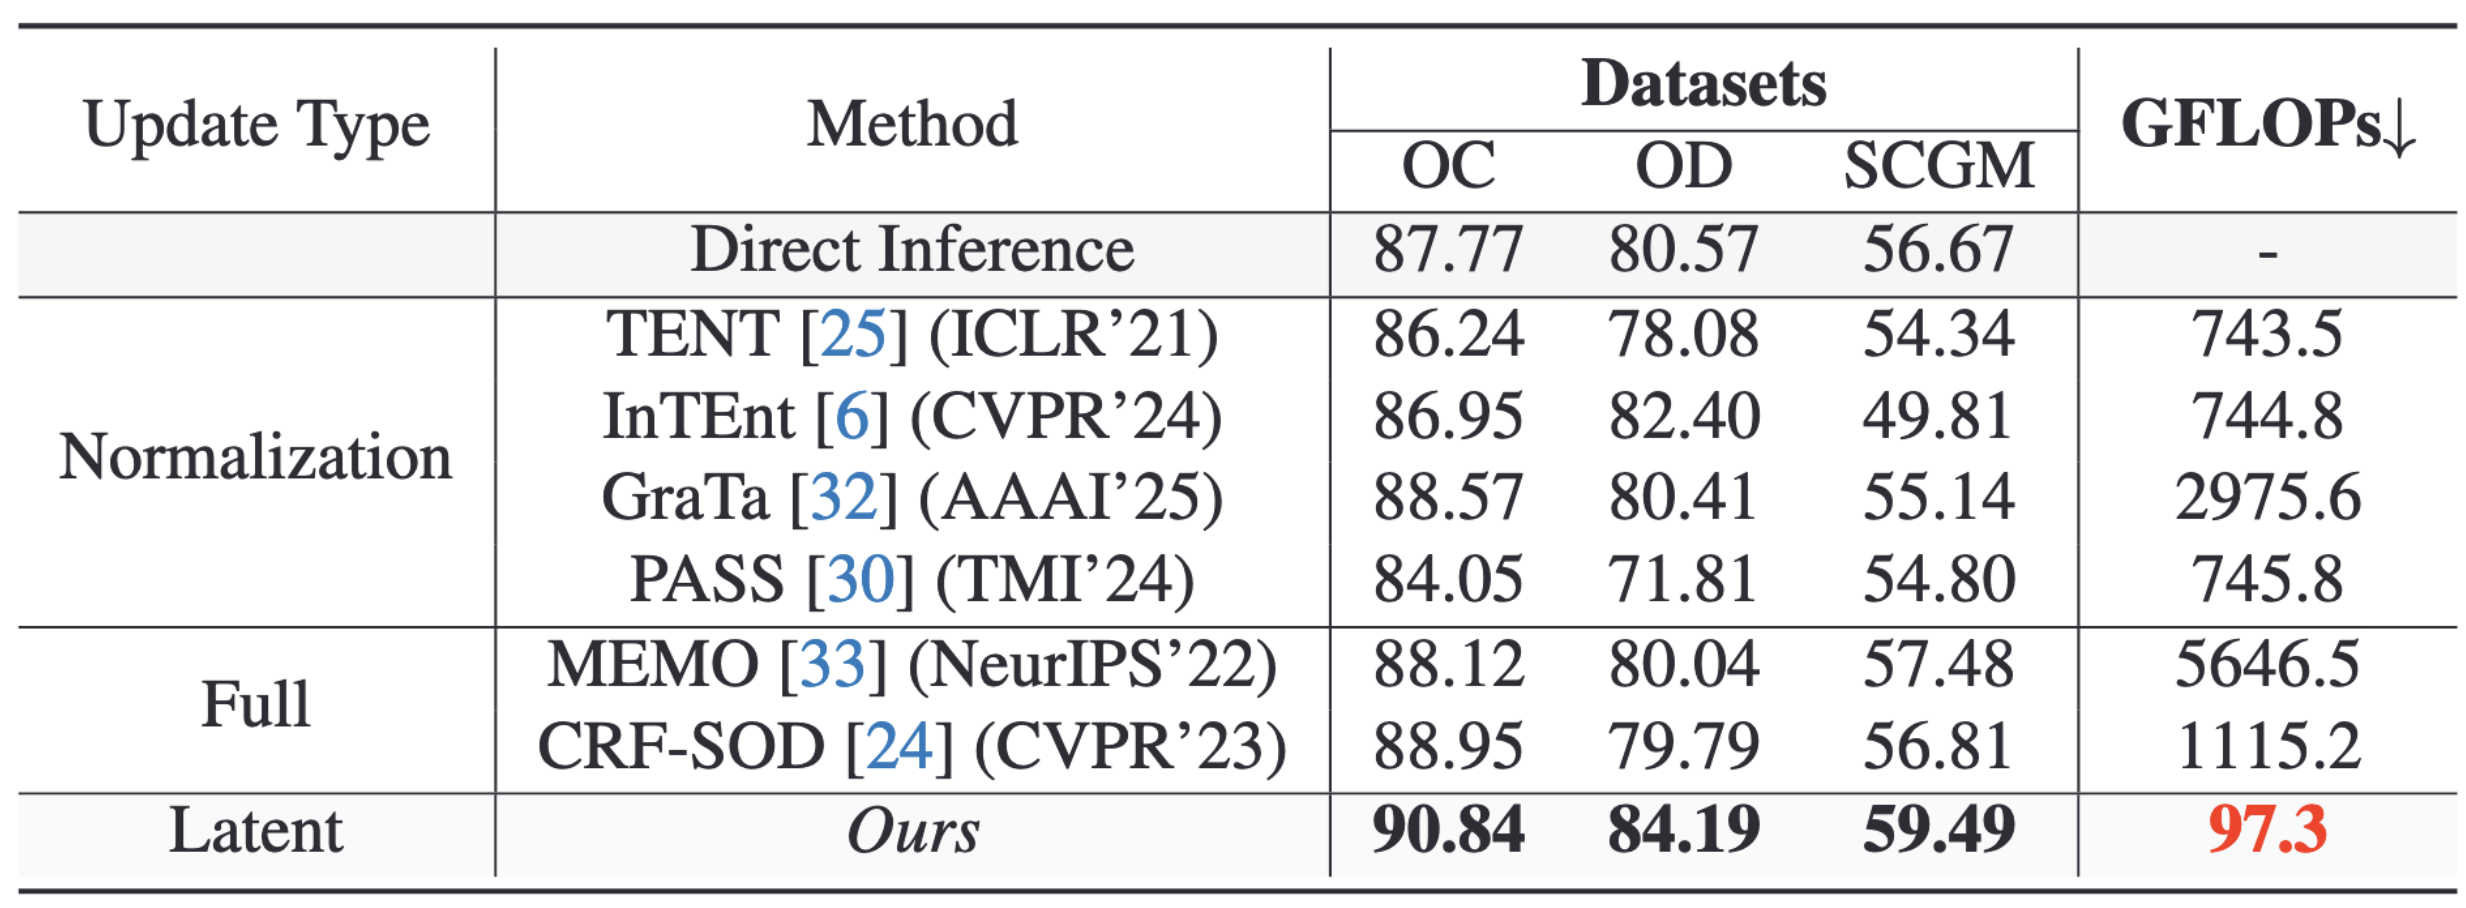 Update Type Method Datasets GFLOPs↓
OC OD SCGM
Direct Inference 87.77 80.57 56.67 -
Normalization
TENT [25] (ICLR’21) 86.24 78.08 54.34 743.5
InTEnt [6] (CVPR’24) 86.95 82.40 49.81 744.8
GraTa [32] (AAAI’25) 88.57 80.41 55.14 2975.6
PASS [30] (TMI’24) 84.05 71.81 54.80 745.8
Full
MEMO [33] (NeurIPS’22) 88.12 80.04 57.48 5646.5
CRF-SOD [24] (CVPR’23) 88.95 79.79 56.81 1115.2
Latent Ours 90.84 84.19 59.49 97.3